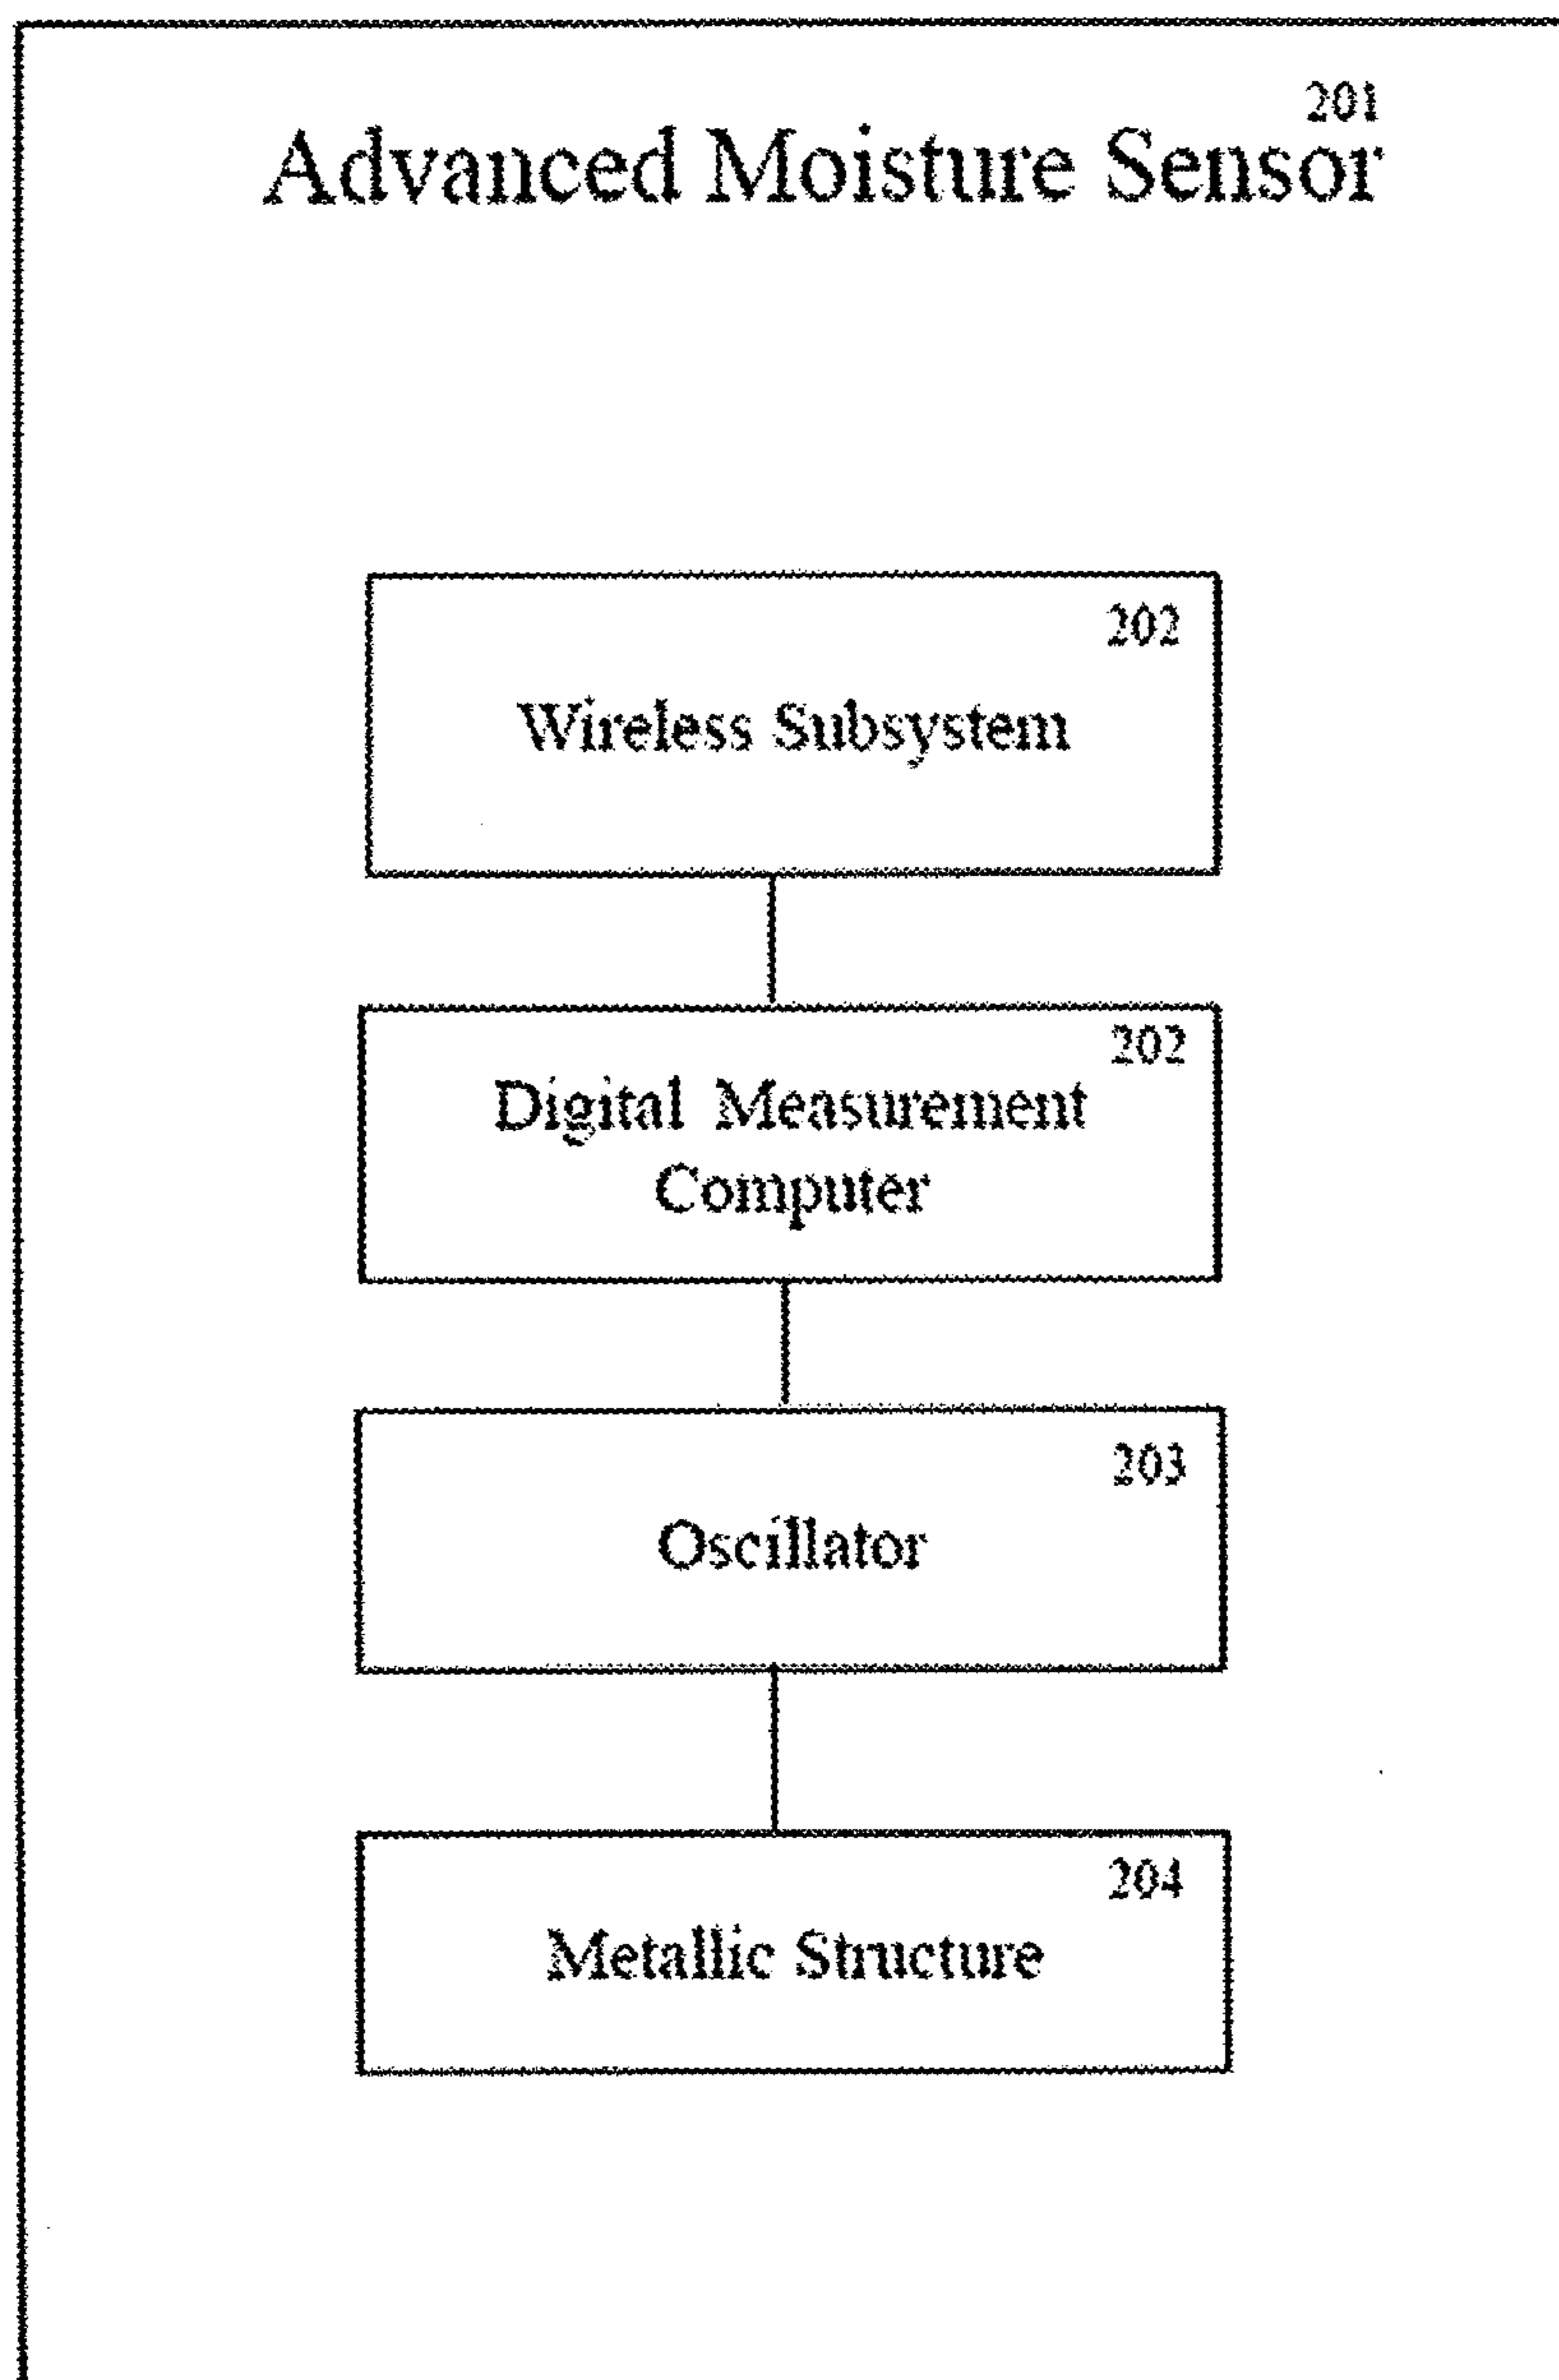 201
Advanced Moisture Sensor
202
Wireless Subsystem
202
Digital Measurement
Computer
203
Oscillator
204
Metallic Structure